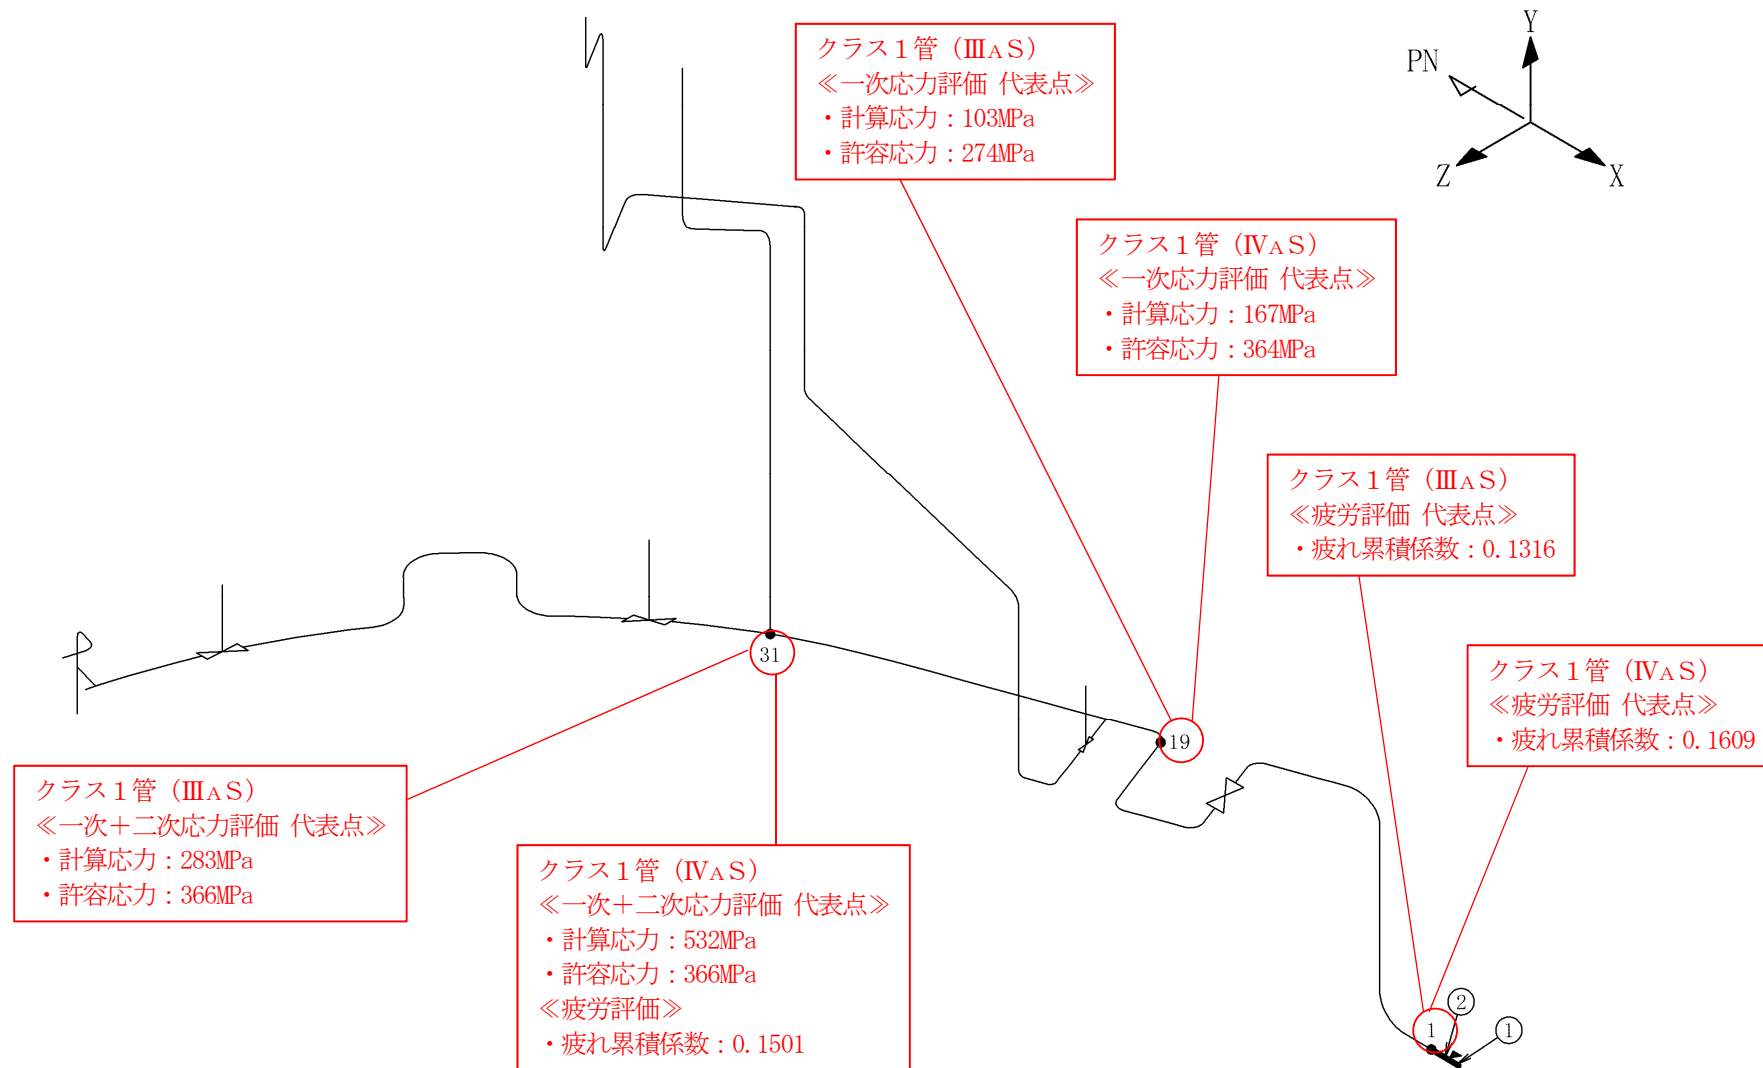 クラス１管（ⅢAＳ）
≪一次応力評価 代表点≫
・計算応力：103MPa
・許容応力：274MPa
Y
PN
Z
X
クラス１管（ⅣAＳ）
≪一次応力評価 代表点≫
・計算応力：167MPa
・許容応力：364MPa
クラス１管（ⅢAＳ）
≪疲労評価 代表点≫
・疲れ累積係数：0.1316
クラス１管（ⅣAＳ）
≪疲労評価 代表点≫
・疲れ累積係数：0.1609
31
19
クラス１管（ⅢAＳ）
≪一次＋二次応力評価 代表点≫
・計算応力：283MPa
・許容応力：366MPa
クラス１管（ⅣAＳ）
≪一次＋二次応力評価 代表点≫
・計算応力：532MPa
・許容応力：366MPa
≪疲労評価≫
・疲れ累積係数：0.1501
1
2
1